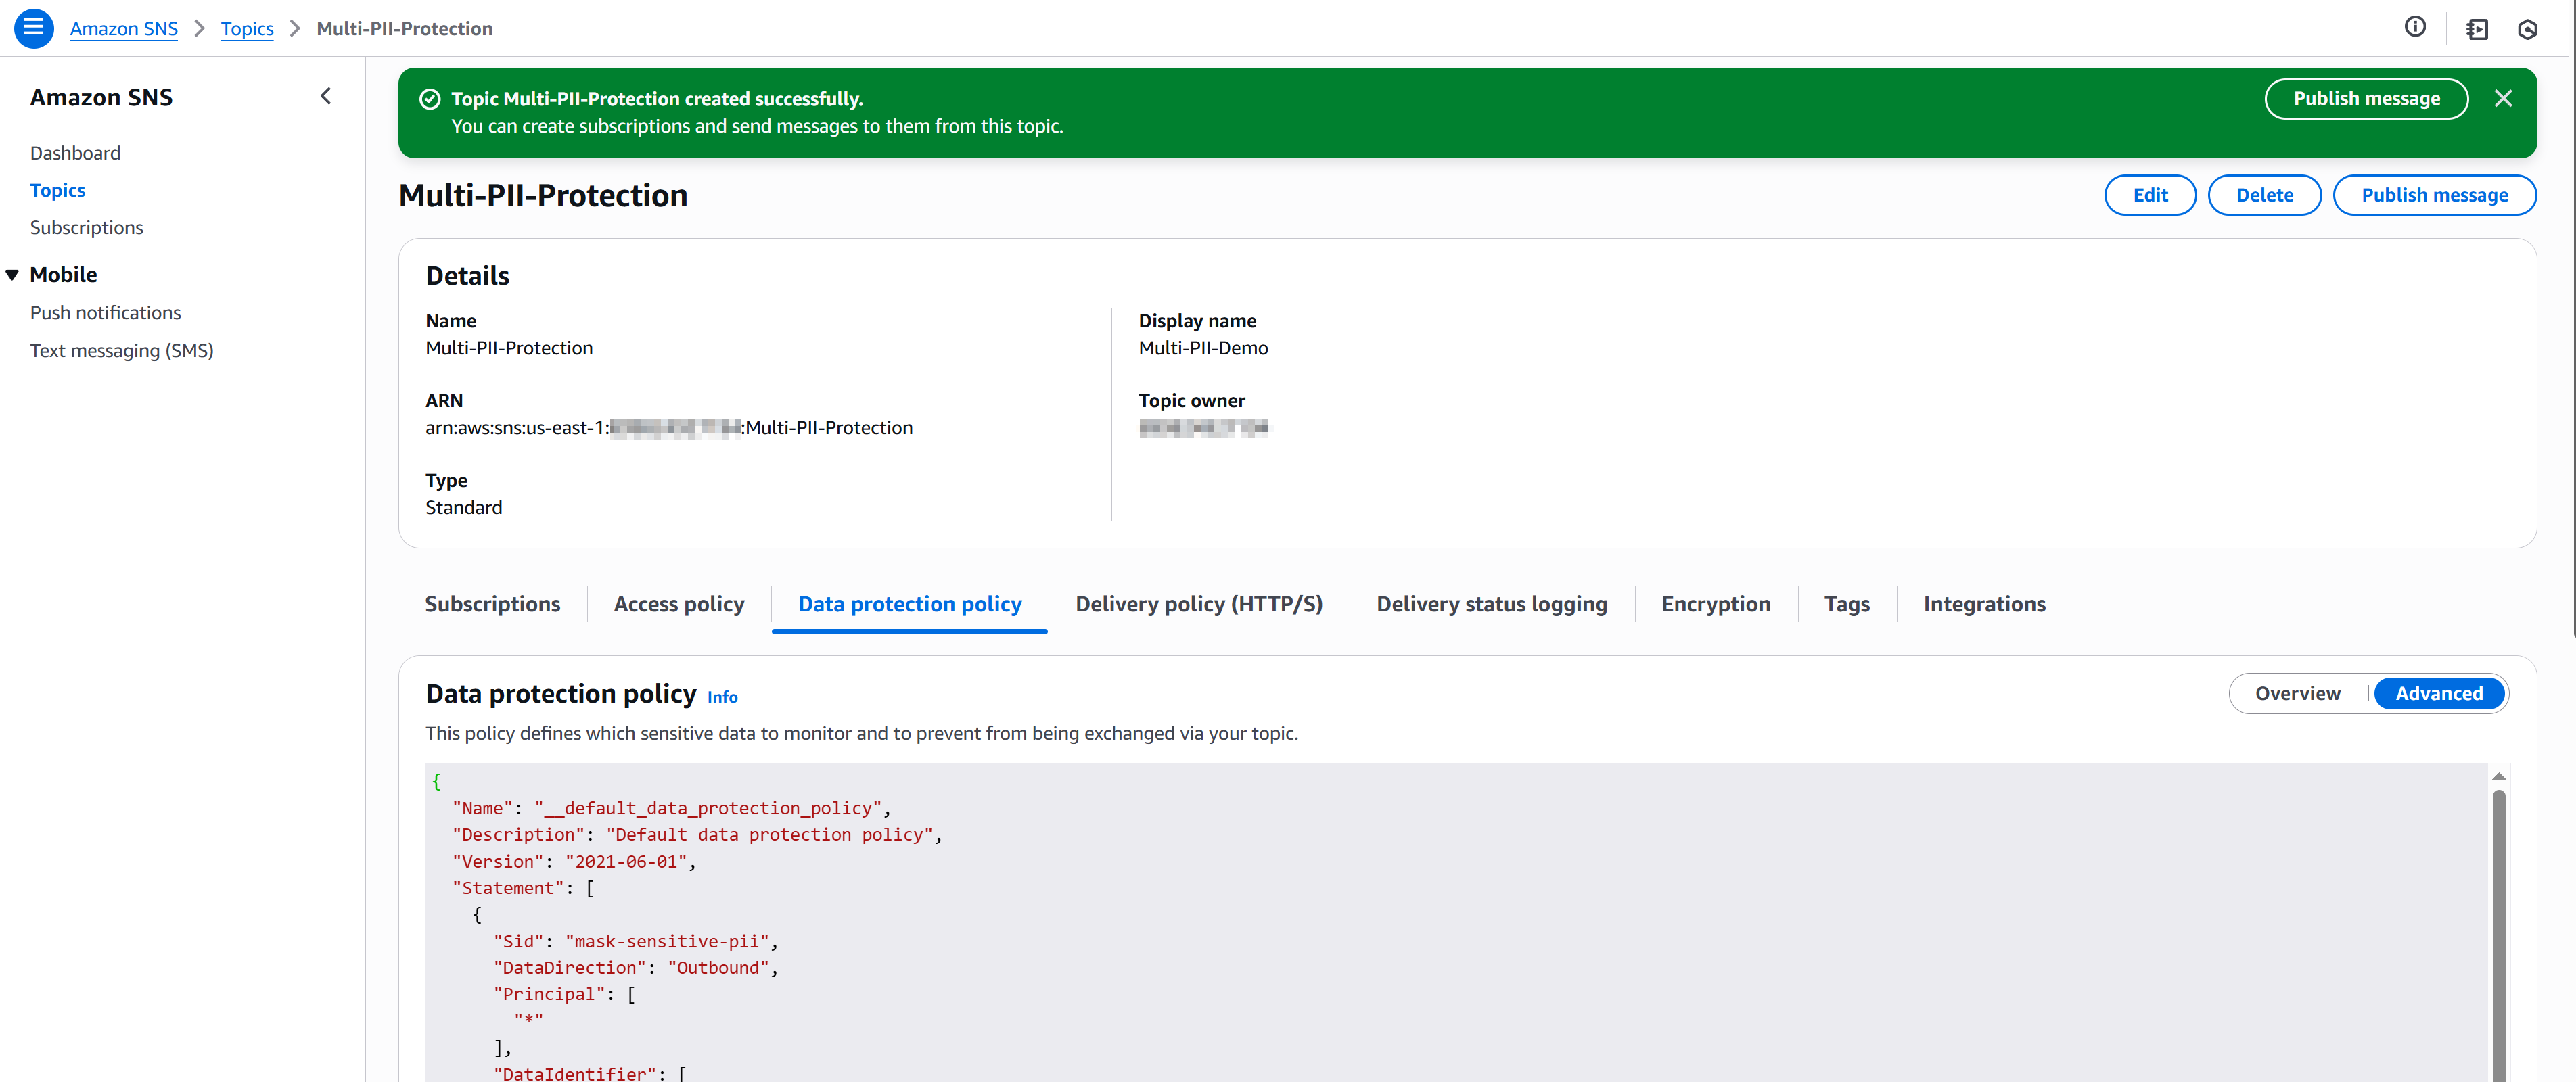 Amazon SNS > Topics > Multi-PII-Protection
Amazon SNS
Dashboard
Topics
Subscriptions
Mobile
Push notifications
Text messaging (SMS)
Topic Multi-PII-Protection created successfully.
You can create subscriptions and send messages to them from this topic.
Publish message
Multi-PII-Protection
Edit
Delete
Publish message
Details
Name
Multi-PII-Protection
ARN
arn:aws:sns:us-east-1: :Multi-PII-Protection
Type
Standard
Display name
Multi-PII-Demo
Topic owner
Subscriptions
Access policy
Data protection policy
Delivery policy (HTTP/S)
Delivery status logging
Encryption
Tags
Integrations
Data protection policy Info
Overview | Advanced
This policy defines which sensitive data to monitor and to prevent from being exchanged via your topic.
{
"Name": "__default_data_protection_policy",
"Description": "Default data protection policy",
"Version": "2021-06-01",
"Statement": [
{
"Sid": "mask-sensitive-pii",
"DataDirection": "Outbound",
"Principal": [
"*"
],
"DataIdentifier": [